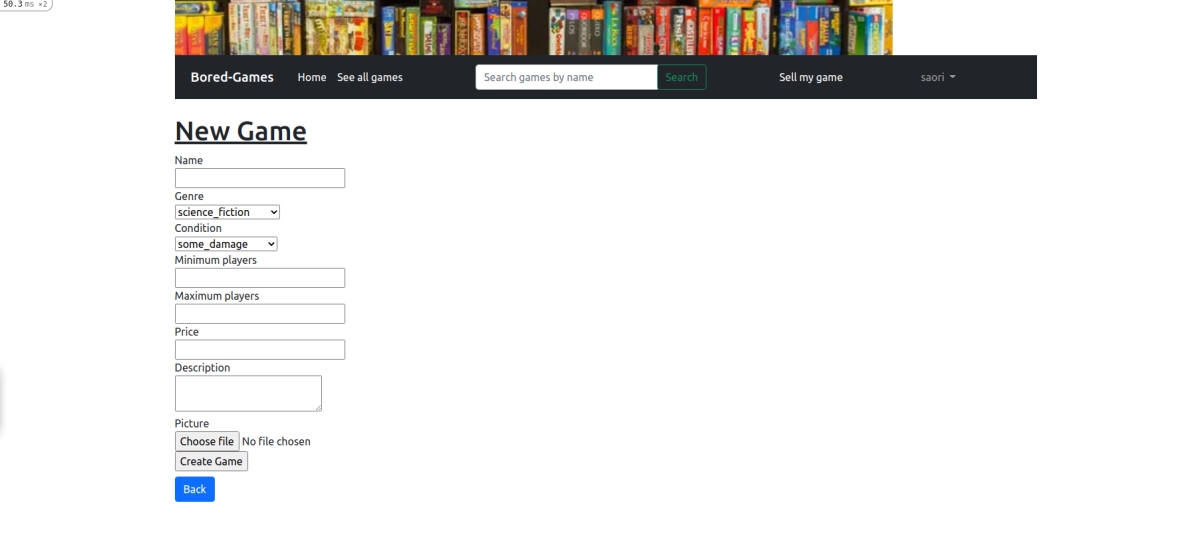 50.3 ms ×2
Bored-Games Home See all games Search games by name Search Sell my game saori
New Game
Name
Genre
science_fiction
Condition
some_damage
Minimum players
Maximum players
Price
Description
Picture
Choose file No file chosen
Create Game
Back